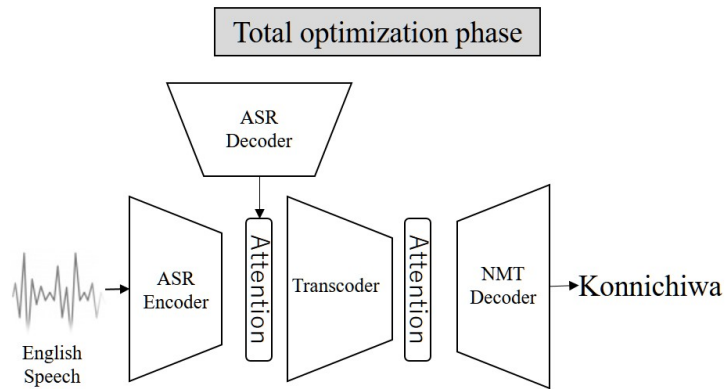 Total optimization phase
ASR
Decoder
ASR
Encoder
Attention
Transcoder
Attention
NMT
Decoder
Konnichiwa
English
Speech